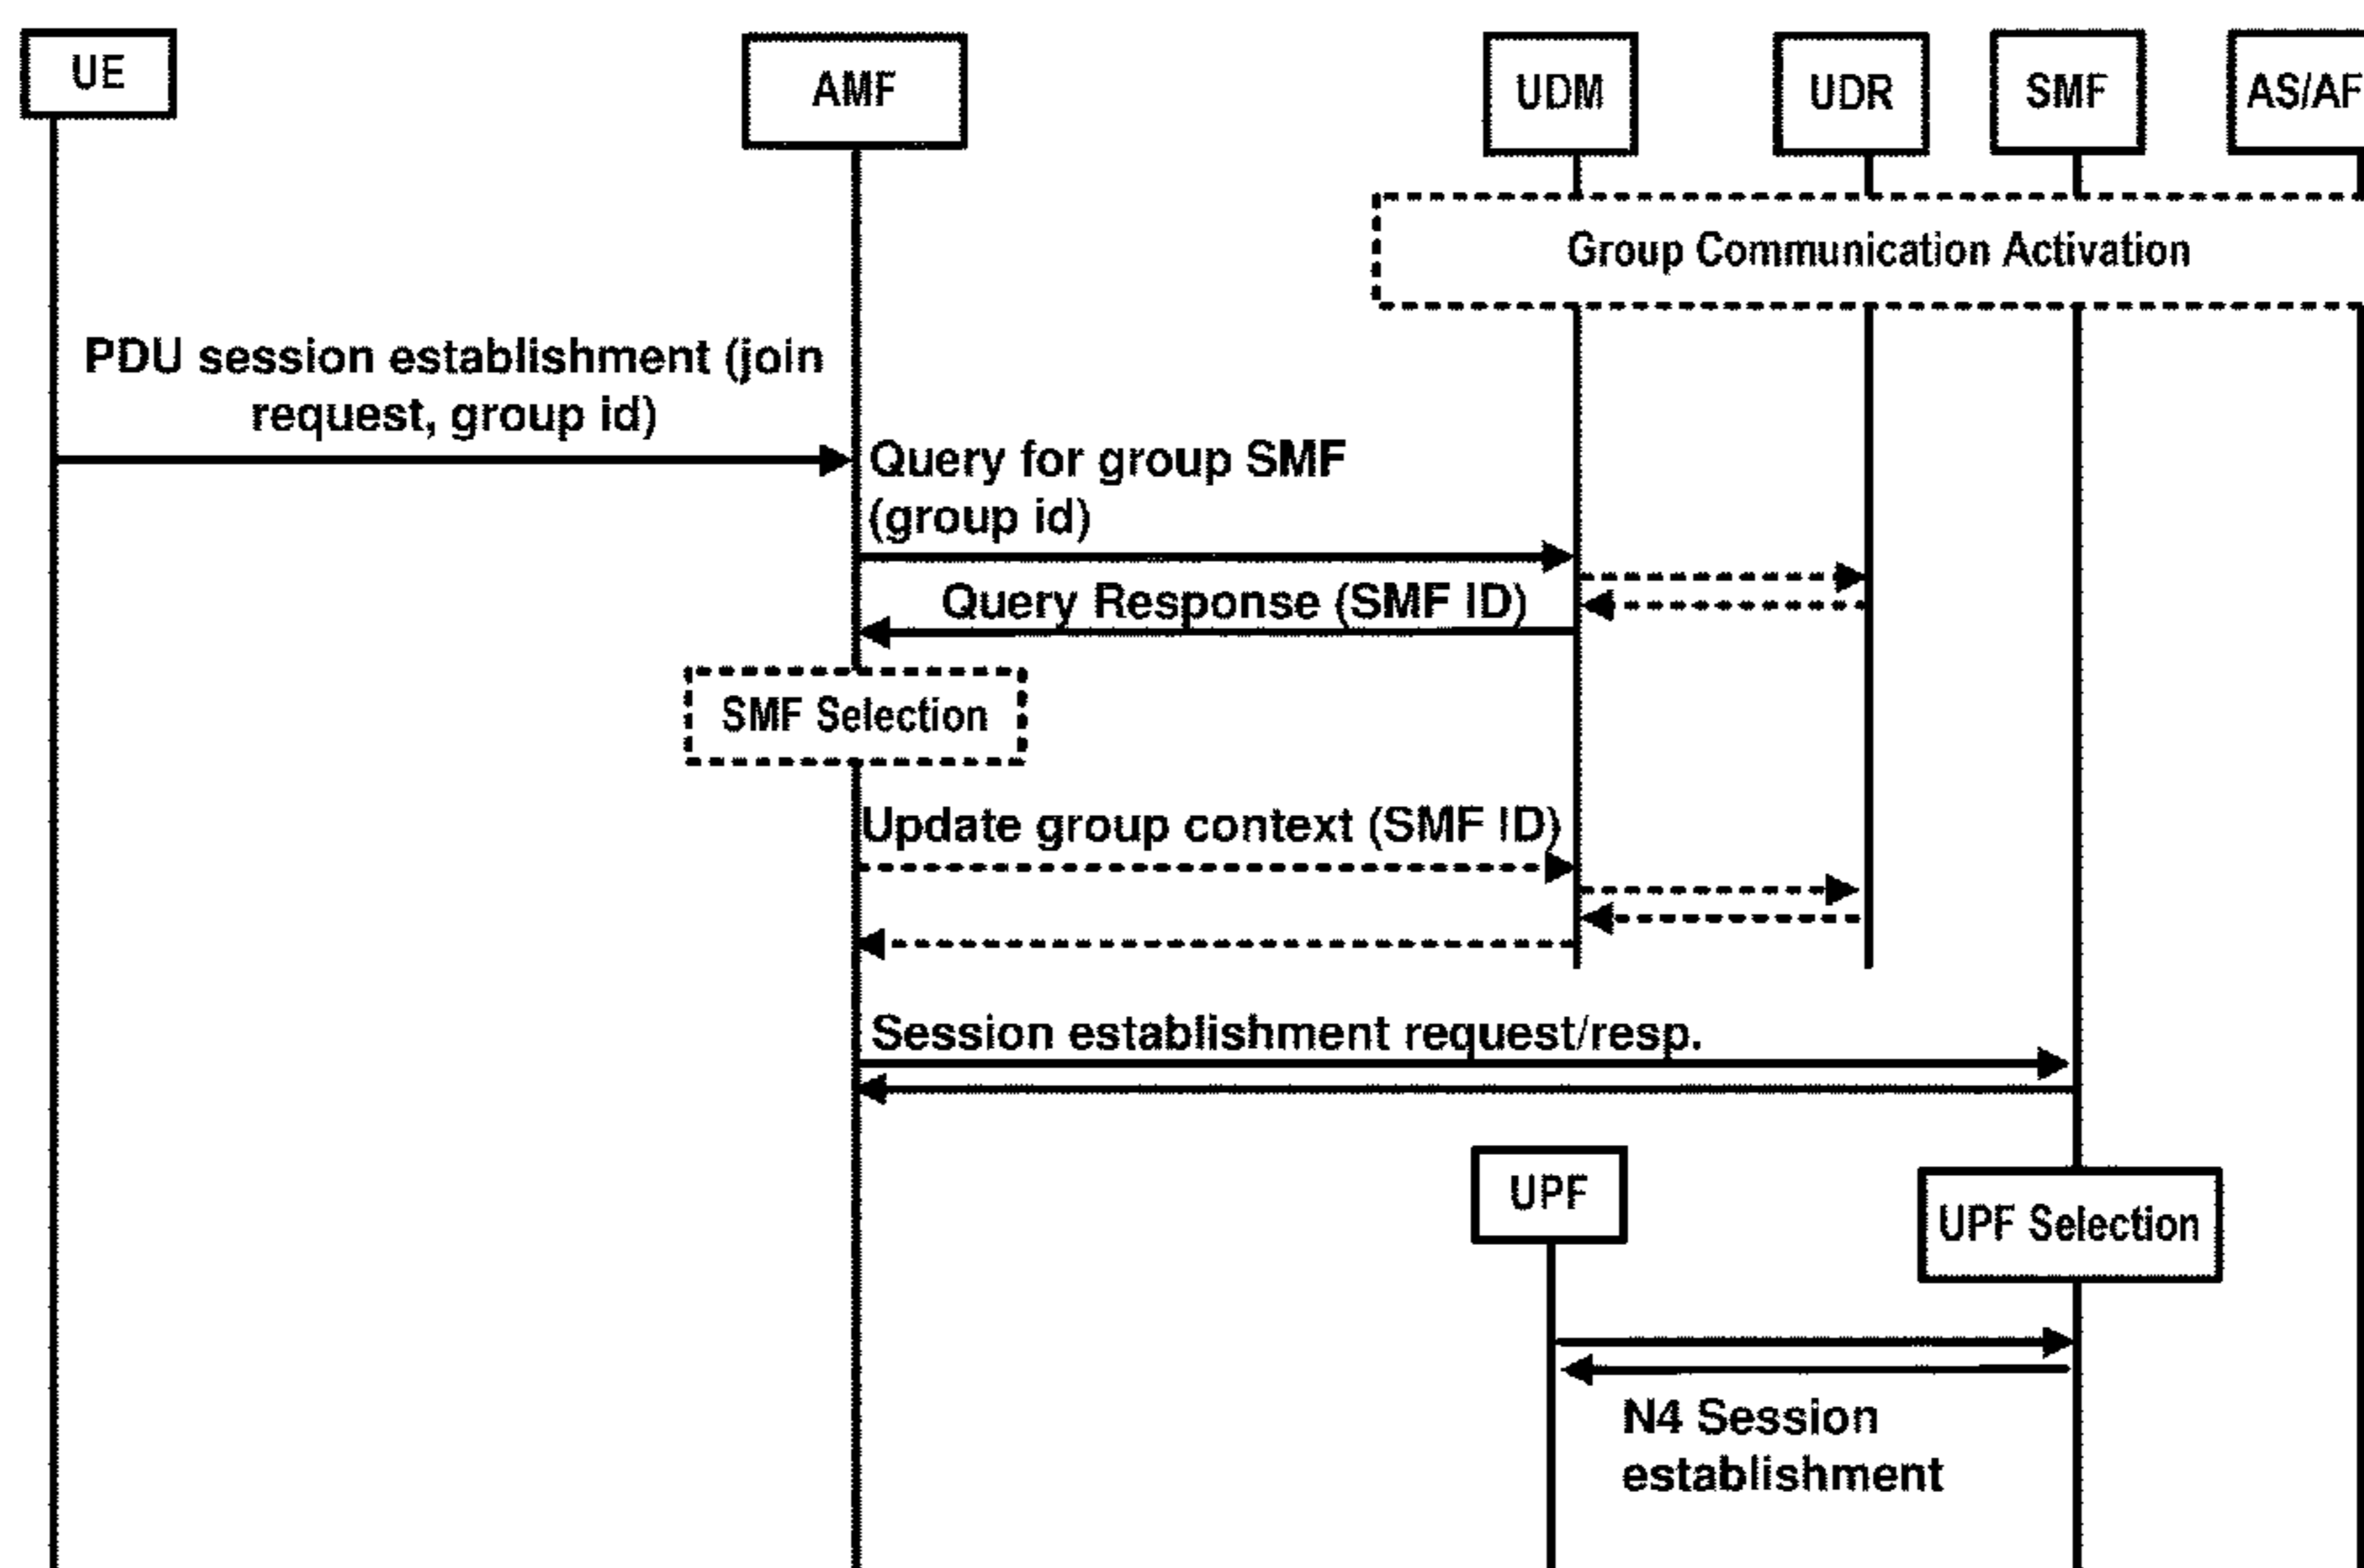 UE
AMF
UDM
UDR
SMF
AS/AF
Group Communication Activation
PDU session establishment (join
request, group id)
Query for group SMF
(group id)
Query Response (SMF ID)
SMF Selection
Update group context (SMF ID)
Session establishment request/resp.
UPF
UPF Selection
N4 Session
establishment